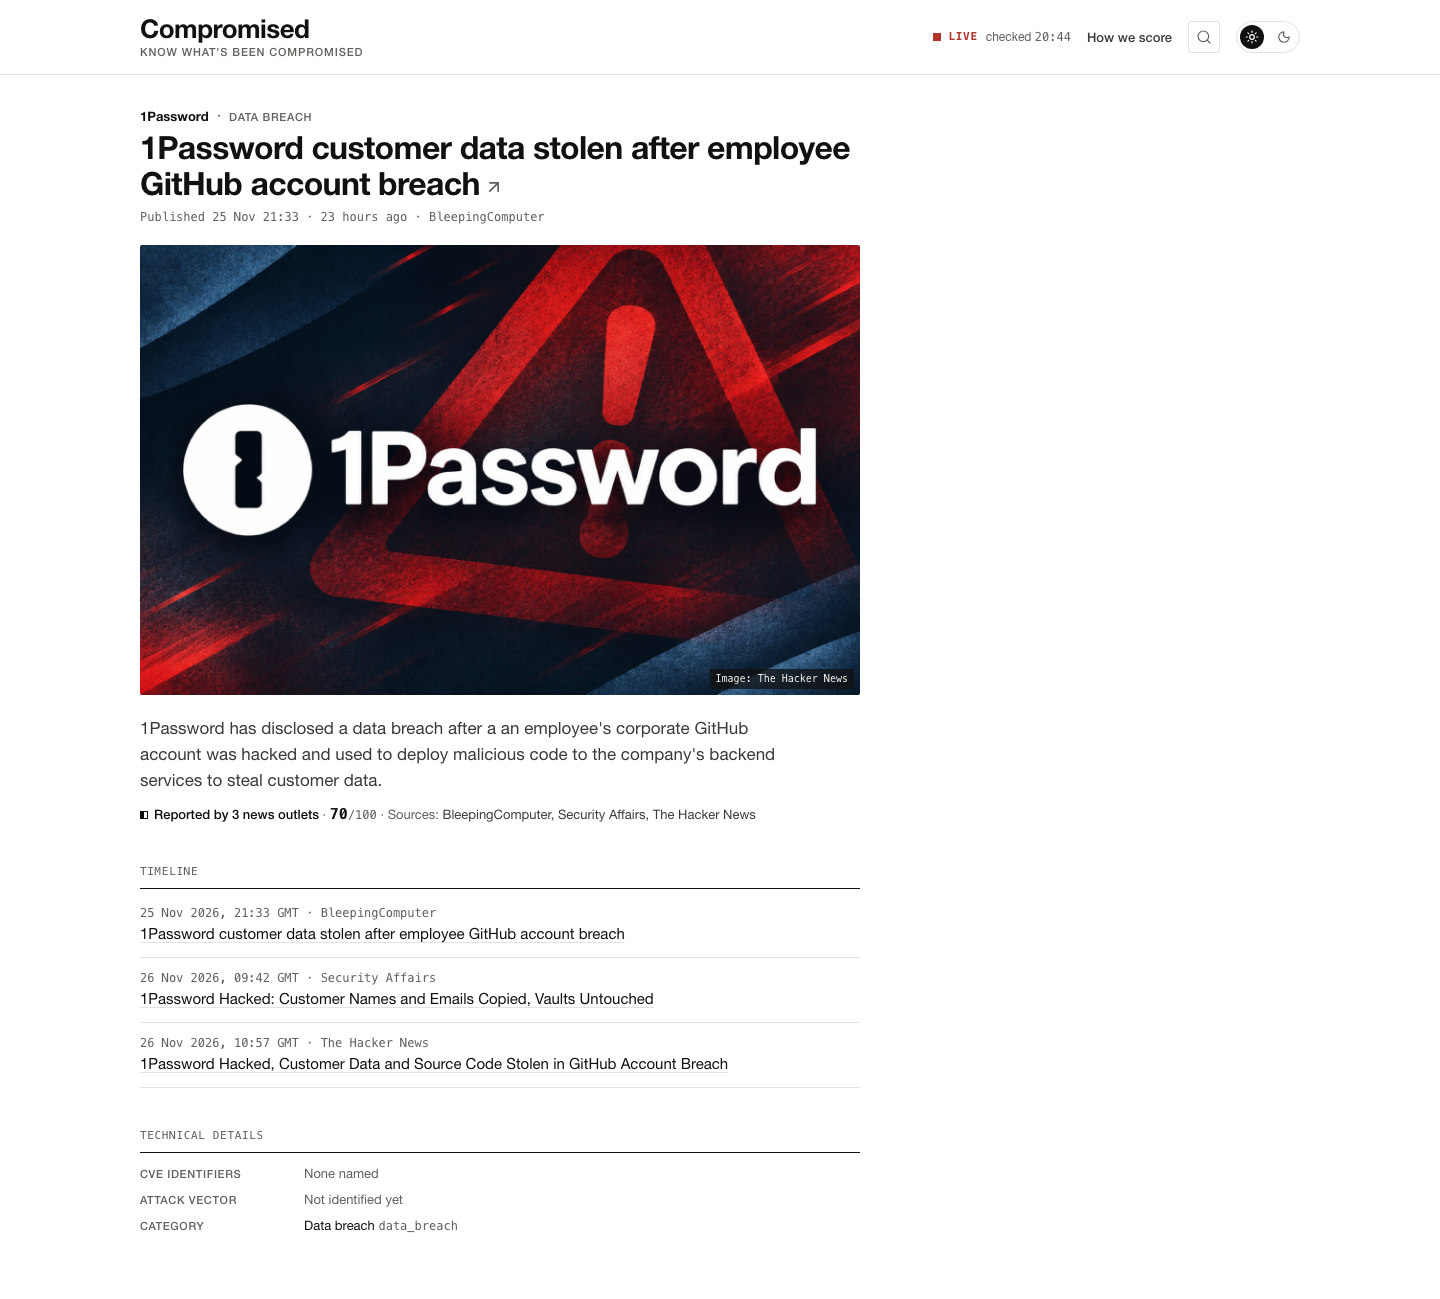 Compromised
KNOW WHAT'S BEEN COMPROMISED
LIVE checked 20:44 How we score
1Password · DATA BREACH
1Password customer data stolen after employee
GitHub account breach
Published 25 Nov 21:33 · 23 hours ago · BleepingComputer
1Password
Image: The Hacker News
1Password has disclosed a data breach after a an employee's corporate GitHub
account was hacked and used to deploy malicious code to the company's backend
services to steal customer data.
Reported by 3 news outlets · 70/100 · Sources: BleepingComputer, Security Affairs, The Hacker News
TIMELINE
25 Nov 2026, 21:33 GMT · BleepingComputer
1Password customer data stolen after employee GitHub account breach
26 Nov 2026, 09:42 GMT · Security Affairs
1Password Hacked: Customer Names and Emails Copied, Vaults Untouched
26 Nov 2026, 10:57 GMT · The Hacker News
1Password Hacked, Customer Data and Source Code Stolen in GitHub Account Breach
TECHNICAL DETAILS
CVE IDENTIFIERS None named
ATTACK VECTOR Not identified yet
CATEGORY Data breach data_breach